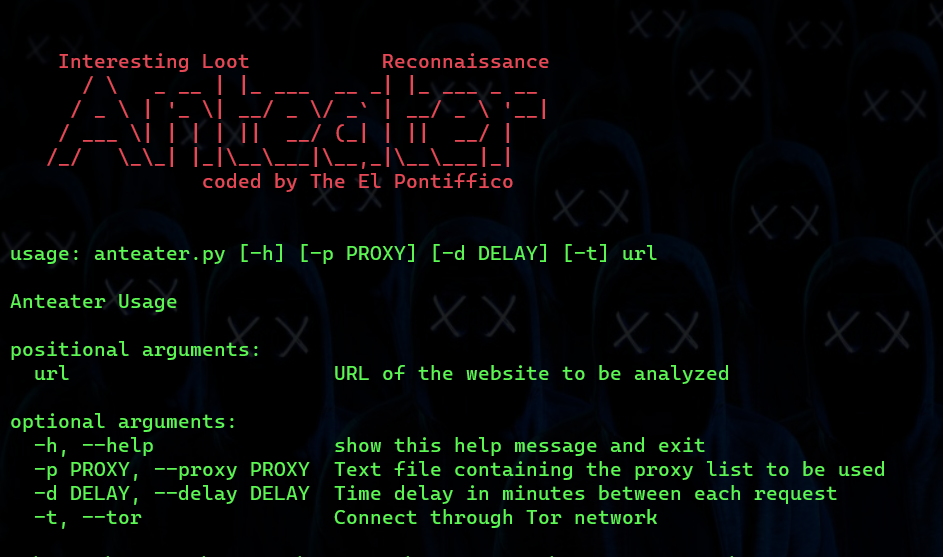 Interesting Loot Reconnaissance
Anteater
coded by The El Pontiffico
usage: anteater.py [-h] [-p PROXY] [-d DELAY] [-t] url
Anteater Usage
positional arguments:
url URL of the website to be analyzed
optional arguments:
-h, --help show this help message and exit
-p PROXY, --proxy PROXY Text file containing the proxy list to be used
-d DELAY, --delay DELAY Time delay in minutes between each request
-t, --tor Connect through Tor network